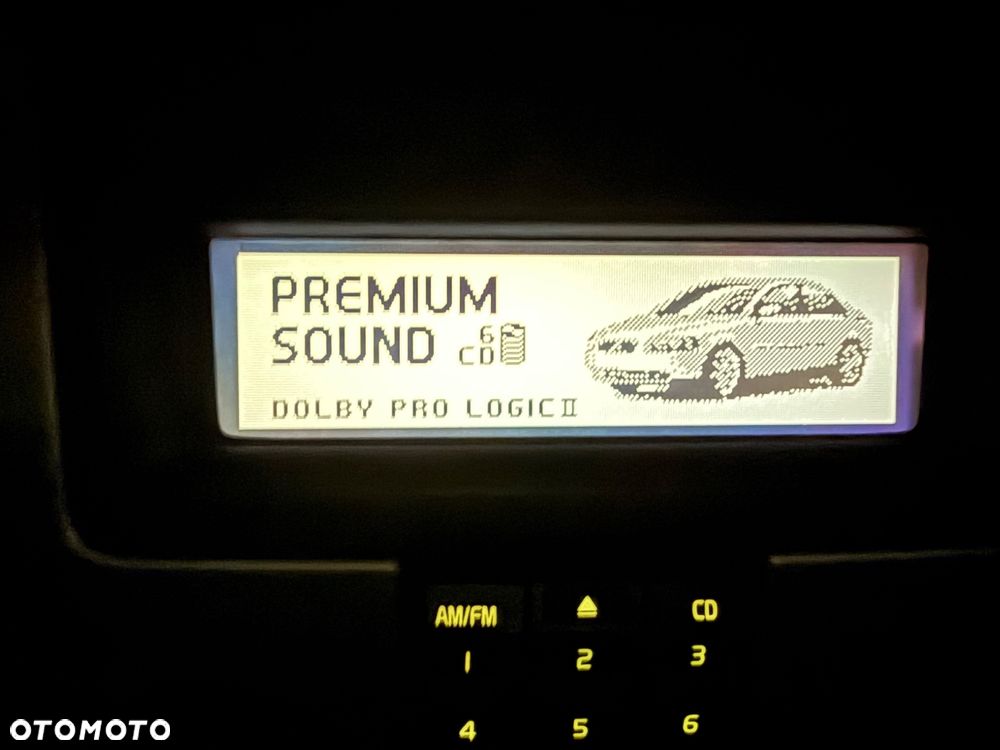 PREMIUM
SOUND 6
CD
DOLBY PRO LOGIC II
AM/FM CD
1 2 3
4 5 6
OTOMOTO